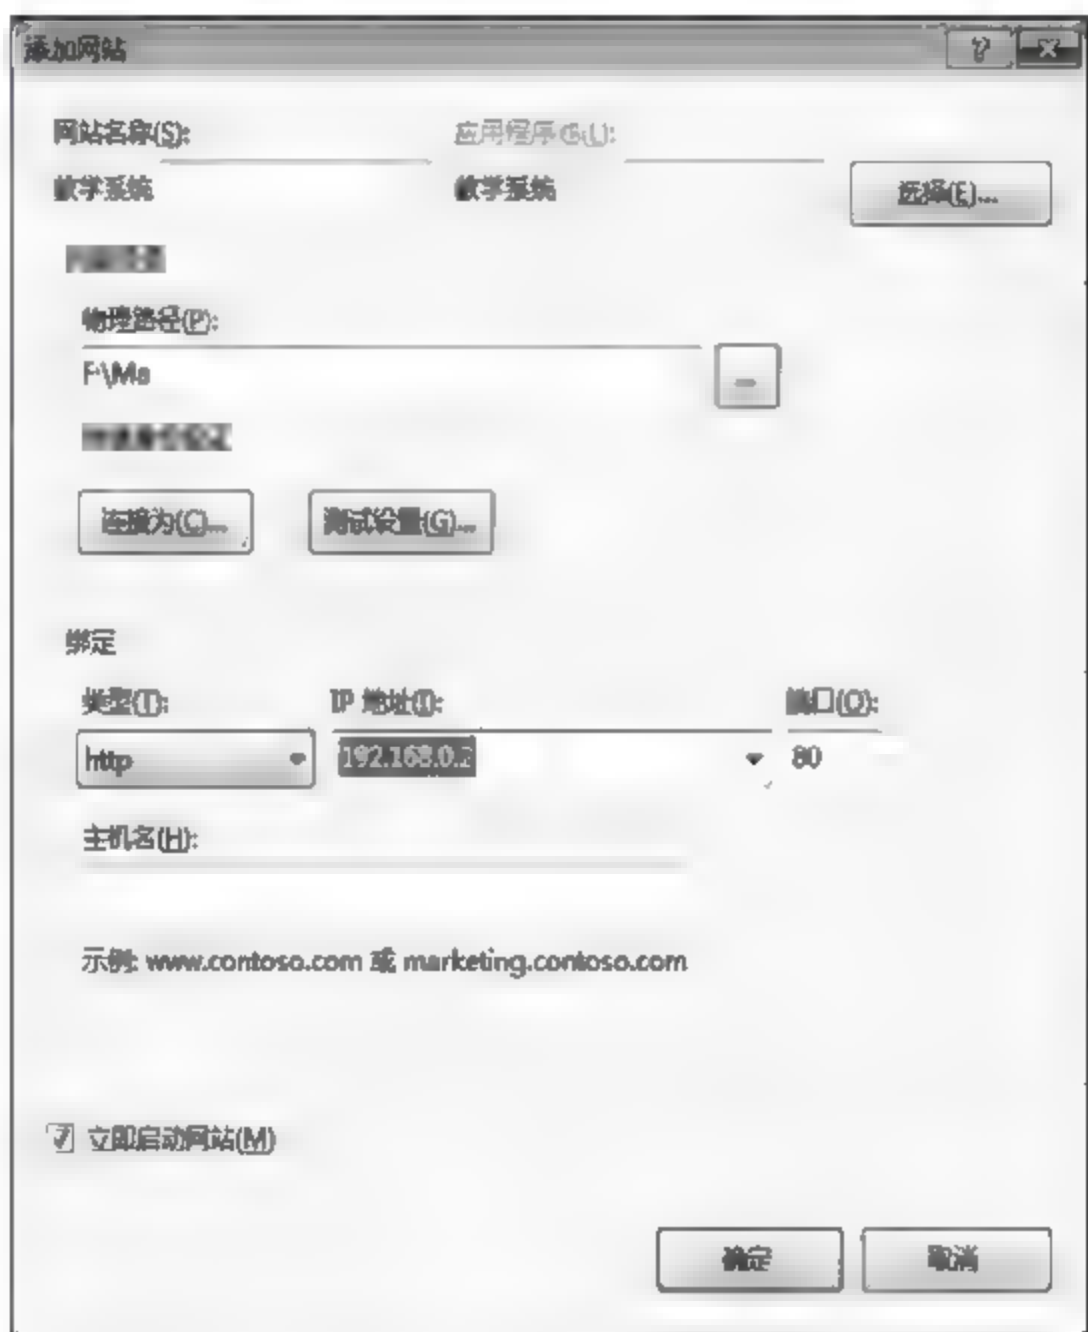 添加网站
网站名称(S): 应用程序池(L):
教学系统 教学系统 选择(E)...
物理路径(P):
F:\Ma
连接为(C)... 测试设置(G)...
绑定
类型(T): IP 地址(I): 端口(O):
http 192.168.0.2 80
主机名(H):
示例: www.contoso.com 或 marketing.contoso.com
立即启动网站(M)
确定 取消